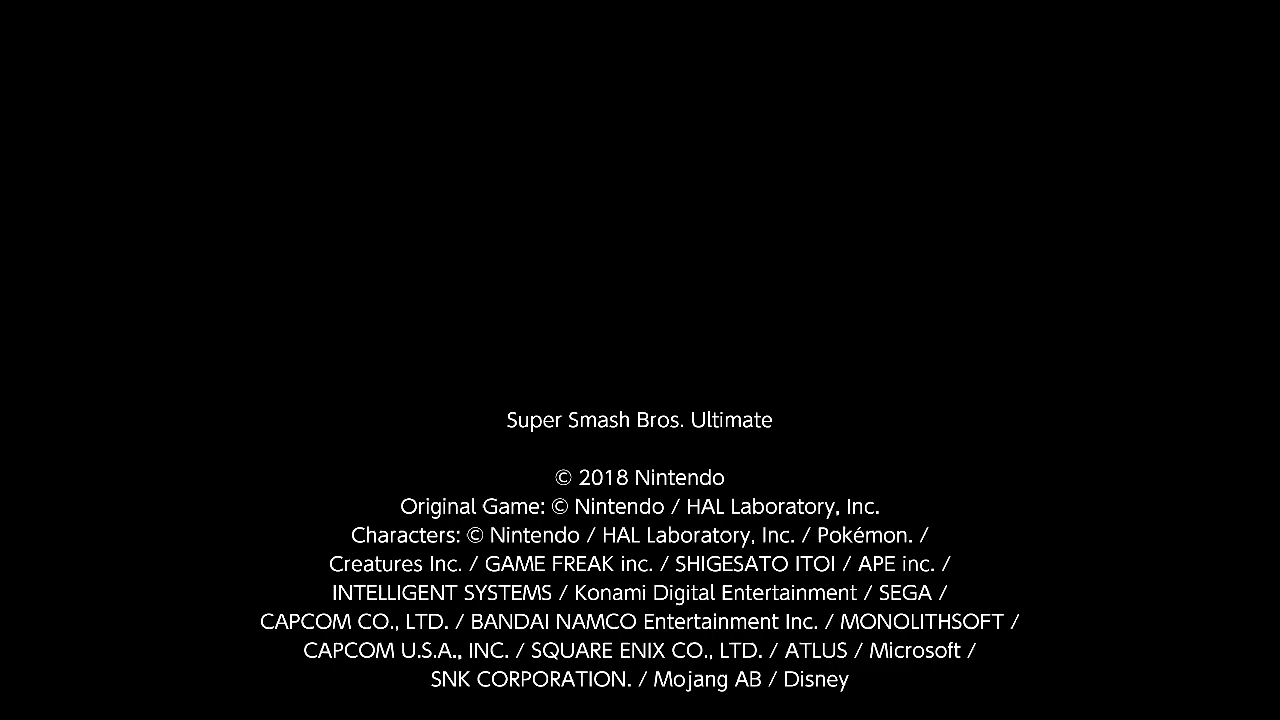 Super Smash Bros. Ultimate
© 2018 Nintendo
Original Game: © Nintendo / HAL Laboratory, Inc.
Characters: © Nintendo / HAL Laboratory, Inc. / Pokémon. /
Creatures Inc. / GAME FREAK inc. / SHIGESATO ITOI / APE inc. /
INTELLIGENT SYSTEMS / Konami Digital Entertainment / SEGA /
CAPCOM CO., LTD. / BANDAI NAMCO Entertainment Inc. / MONOLITHSOFT /
CAPCOM U.S.A., INC. / SQUARE ENIX CO., LTD. / ATLUS / Microsoft /
SNK CORPORATION. / Mojang AB / Disney